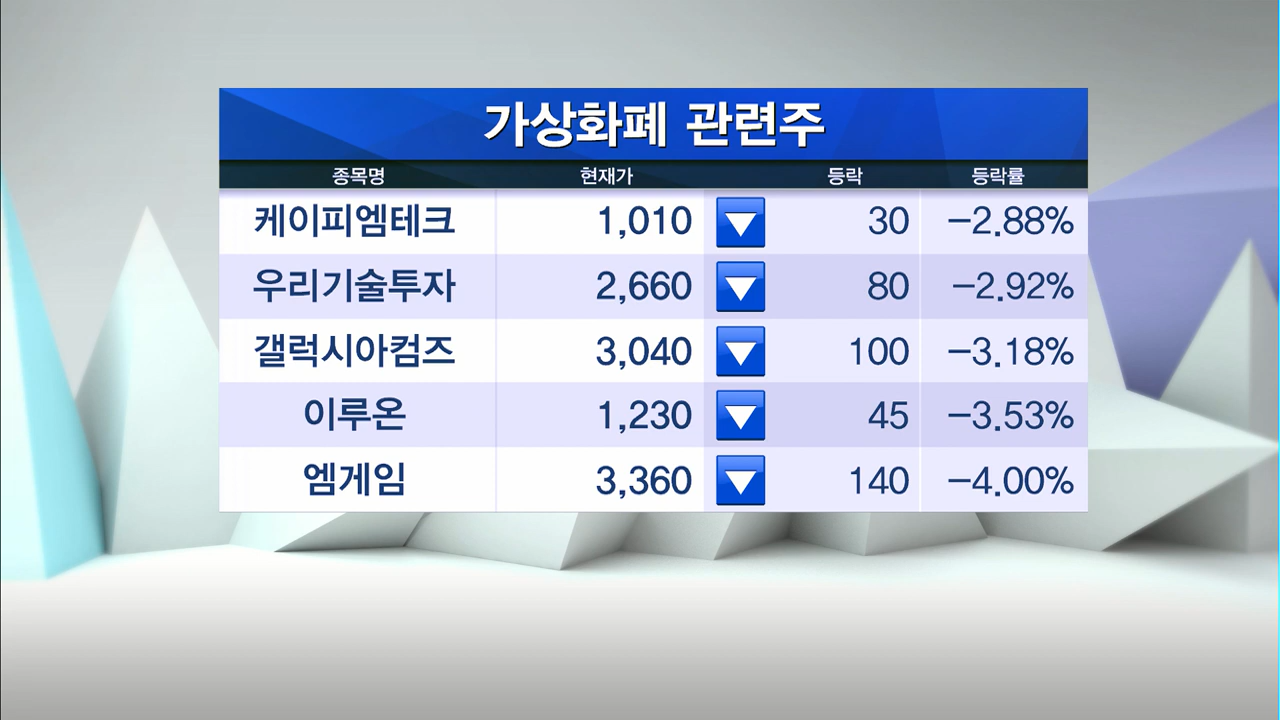 가상화폐 관련주
종목명 현재가 등락 등락률
케이피엠테크 1,010 ▼ 30 -2.88%
우리기술투자 2,660 ▼ 80 -2.92%
갤럭시아컴즈 3,040 ▼ 100 -3.18%
이루온 1,230 ▼ 45 -3.53%
엠게임 3,360 ▼ 140 -4.00%